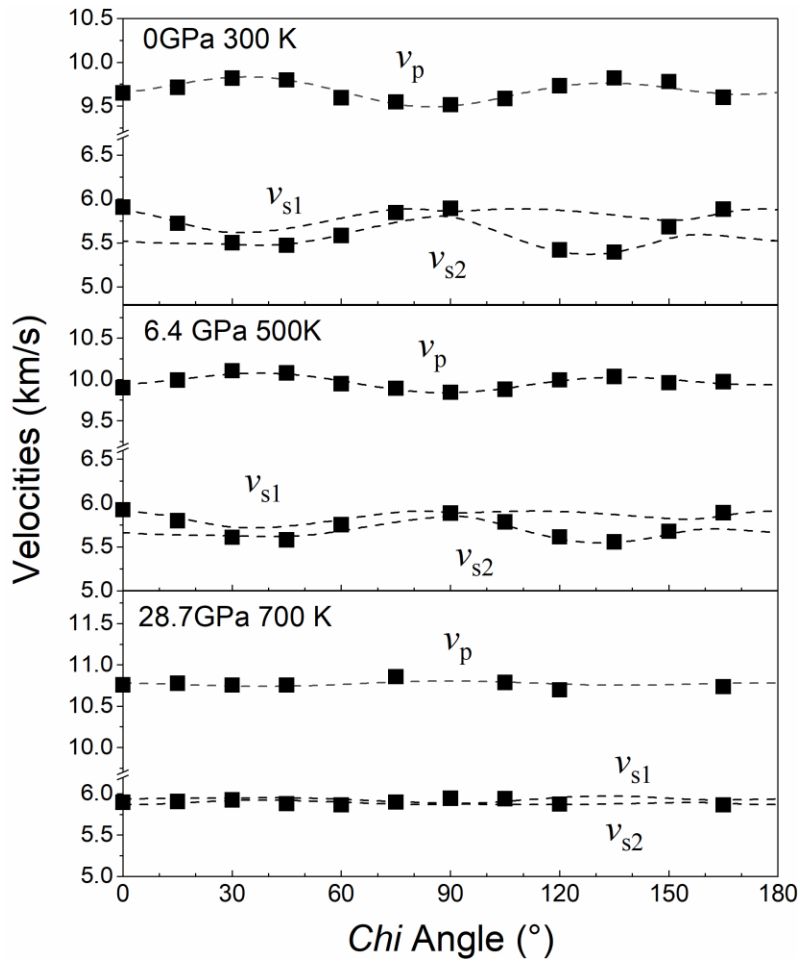 0GPa 300 K
v_p
v_s1
v_s2
10.5
10.0
9.5
6.5
6.0
5.5
5.0
6.4 GPa 500K
v_p
v_s1
v_s2
10.5
10.0
9.5
6.5
6.0
5.5
5.0
28.7GPa 700 K
v_p
v_s1
v_s2
11.5
11.0
10.5
10.0
6.0
5.5
5.0
0 30 60 90 120 150 180
Velocities (km/s)
Chi Angle (°)